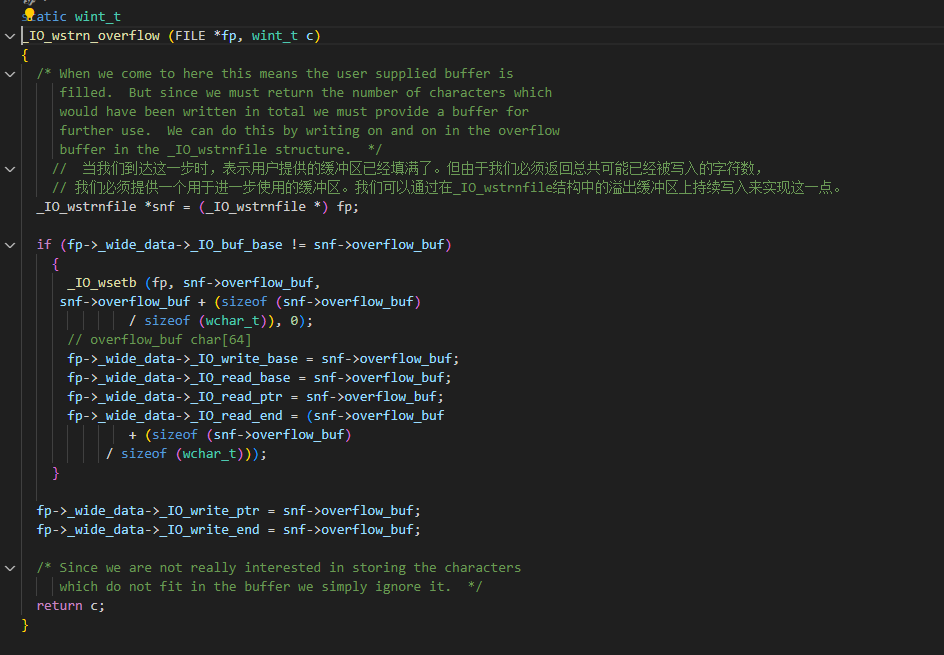 static wint_t
_IO_wstrn_overflow (FILE *fp, wint_t c)
{
/* When we come to here this means the user supplied buffer is
filled.  But since we must return the number of characters which
would have been written in total we must provide a buffer for
further use.  We can do this by writing on and on in the overflow
buffer in the _IO_wstrnfile structure.  */
//  当我们到达这一步时，表示用户提供的缓冲区已经填满了。但由于我们必须返回总共可能已经被写入的字符数，
// 我们必须提供一个用于进一步使用的缓冲区。我们可以通过在_IO_wstrnfile结构中的溢出缓冲区上持续写入来实现这一点。
_IO_wstrnfile *snf = (_IO_wstrnfile *) fp;
if (fp->_wide_data->_IO_buf_base != snf->overflow_buf)
{
_IO_wsetb (fp, snf->overflow_buf,
snf->overflow_buf + (sizeof (snf->overflow_buf)
/ sizeof (wchar_t)), 0);
// overflow_buf char[64]
fp->_wide_data->_IO_write_base = snf->overflow_buf;
fp->_wide_data->_IO_read_base = snf->overflow_buf;
fp->_wide_data->_IO_read_ptr = snf->overflow_buf;
fp->_wide_data->_IO_read_end = (snf->overflow_buf
+ (sizeof (snf->overflow_buf)
/ sizeof (wchar_t)));
}
fp->_wide_data->_IO_write_ptr = snf->overflow_buf;
fp->_wide_data->_IO_write_end = snf->overflow_buf;
/* Since we are not really interested in storing the characters
which do not fit in the buffer we simply ignore it.  */
return c;
}